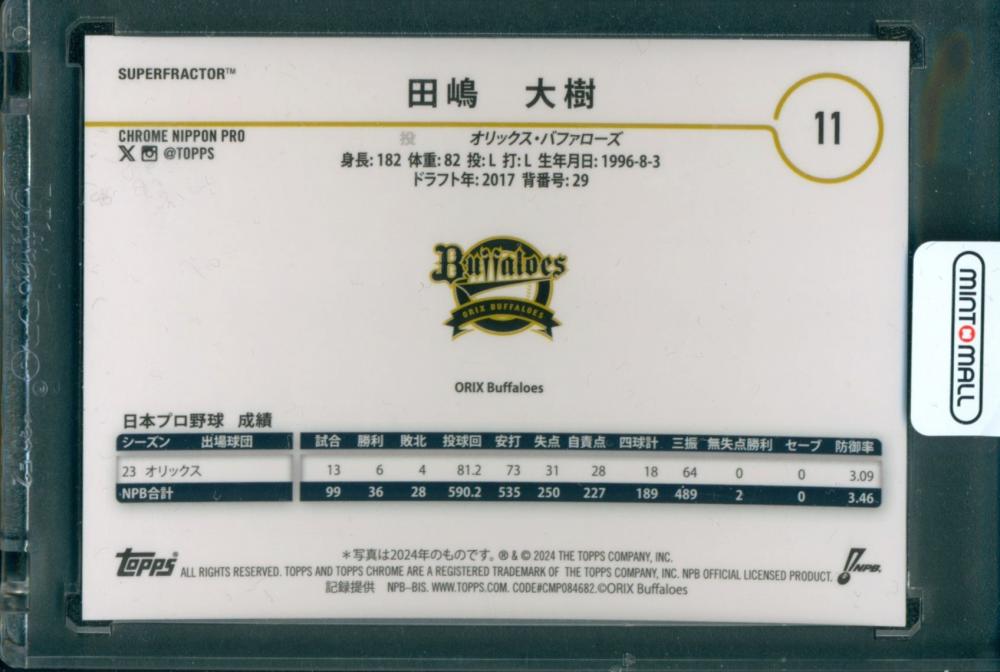 SUPERFRACTOR™
田嶋 大樹
11
CHROME NIPPON PRO
@TOPPS
投 オリックス・バファローズ
身長: 182 体重: 82 投: L 打: L 生年月日: 1996-8-3
ドラフト年: 2017 背番号: 29
Buffaloes
ORIX BUFFALOES
MINT MALL
ORIX Buffaloes
日本プロ野球 成績
シーズン 出場球団 試合 勝利 敗北 投球回 安打 失点 自責点 四球計 三振 無失点勝利 セーブ 防御率
23 オリックス 13 6 4 81.2 73 31 28 18 64 0 0 3.09
NPB合計 99 36 28 590.2 535 250 227 189 489 2 0 3.46
Topps
＊写真は2024年のものです。 ® & © 2024 THE TOPPS COMPANY, INC.
ALL RIGHTS RESERVED. TOPPS AND TOPPS CHROME ARE A REGISTERED TRADEMARK OF THE TOPPS COMPANY, INC. NPB OFFICIAL LICENSED PRODUCT.
記録提供 NPB-BIS. WWW.TOPPS.COM. CODE#CMP084682.©ORIX Buffaloes
NPB.